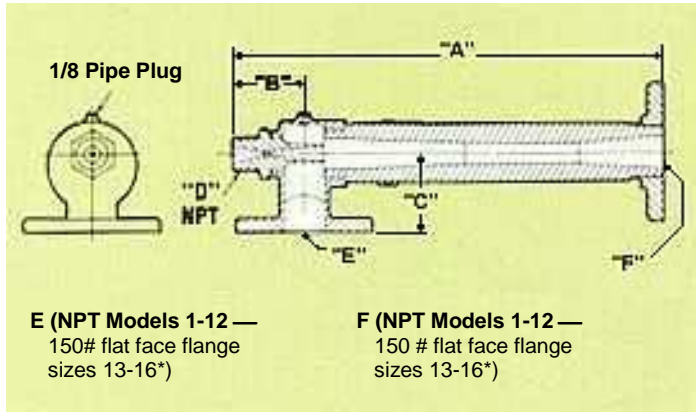 "A"
1/8 Pipe Plug
"B"
"D"
NPT
"C"
"E"
"F"
E (NPT Models 1-12 —
150# flat face flange
sizes 13-16*)
F (NPT Models 1-12 —
150 # flat face flange
sizes 13-16*)